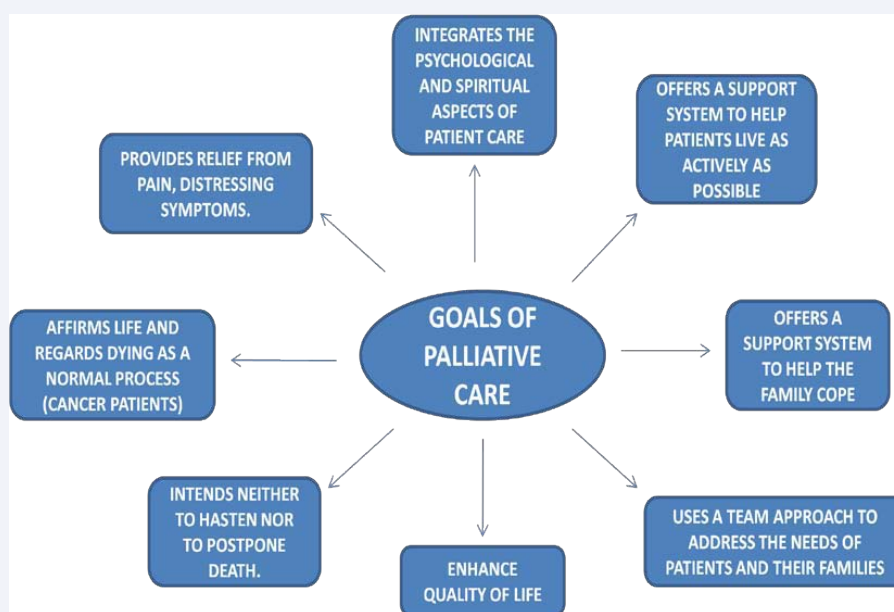 INTEGRATES THE
PSYCHOLOGICAL
AND SPIRITUAL
ASPECTS OF
PATIENT CARE
OFFERS A SUPPORT
SYSTEM TO HELP
PATIENTS LIVE AS
ACTIVELY AS
POSSIBLE
PROVIDES RELIEF FROM
PAIN, DISTRESSING
SYMPTOMS.
GOALS OF
PALLIATIVE
CARE
AFFIRMS LIFE AND
REGARDS DYING AS A
NORMAL PROCESS
(CANCER PATIENTS)
OFFERS A
SUPPORT SYSTEM
TO HELP THE
FAMILY COPE
INTENDS NEITHER
TO HASTEN NOR
TO POSTPONE
DEATH.
ENHANCE
QUALITY OF LIFE
USES A TEAM APPROACH TO
ADDRESS THE NEEDS OF
PATIENTS AND THEIR FAMILIES